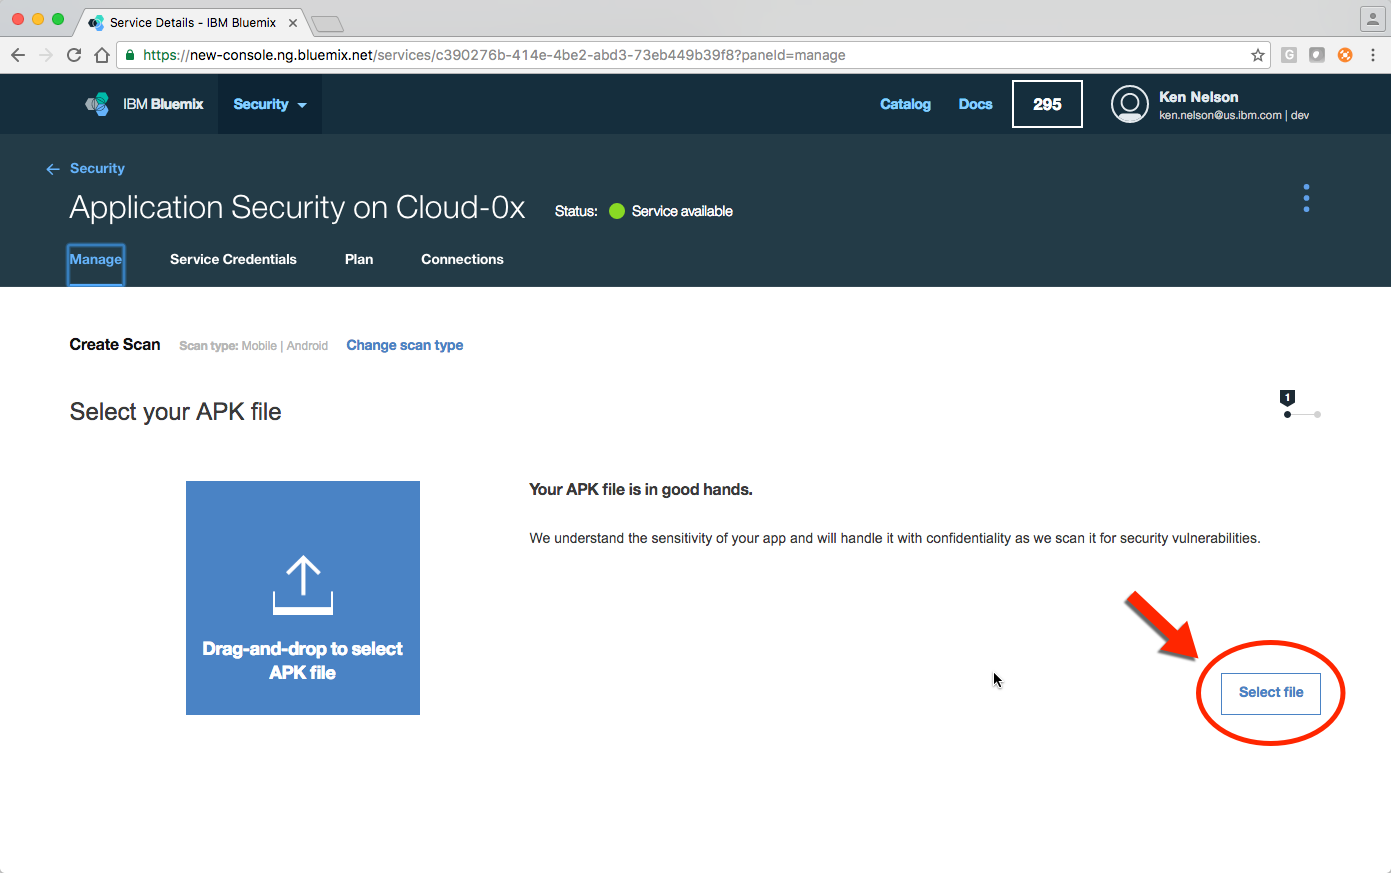 Service Details - IBM Bluemix
https://new-console.ng.bluemix.net/services/c390276b-414e-4be2-abd3-73eb449b39f8?paneId=manage
G
IBM Bluemix
Security
Catalog
Docs
295
Ken Nelson
ken.nelson@us.ibm.com | dev
← Security
Application Security on Cloud-0x
Status: Service available
Manage
Service Credentials
Plan
Connections
Create Scan
Scan type: Mobile | Android
Change scan type
Select your APK file
1
Drag-and-drop to select
APK file
Your APK file is in good hands.
We understand the sensitivity of your app and will handle it with confidentiality as we scan it for security vulnerabilities.
Select file